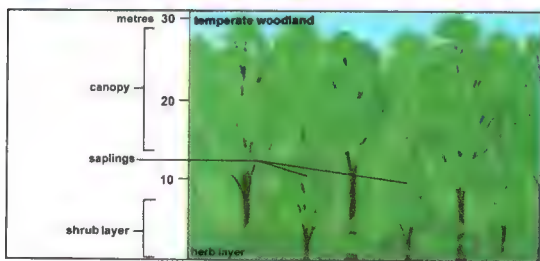 metres 30 temperate woodland
canopy
20
saplings
10
shrub layer
herb layer